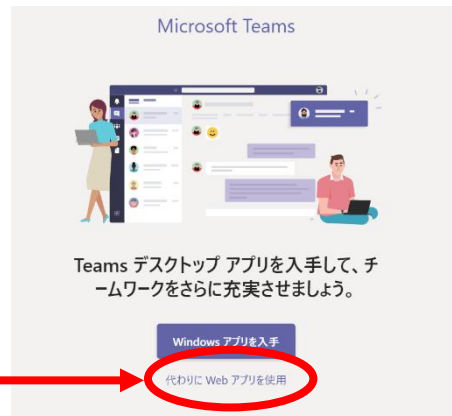 Microsoft Teams
Teams デスクトップ アプリを入手して、チ
ームワークをさらに充実させましょう。
Windows アプリを入手
代わりに Web アプリを使用